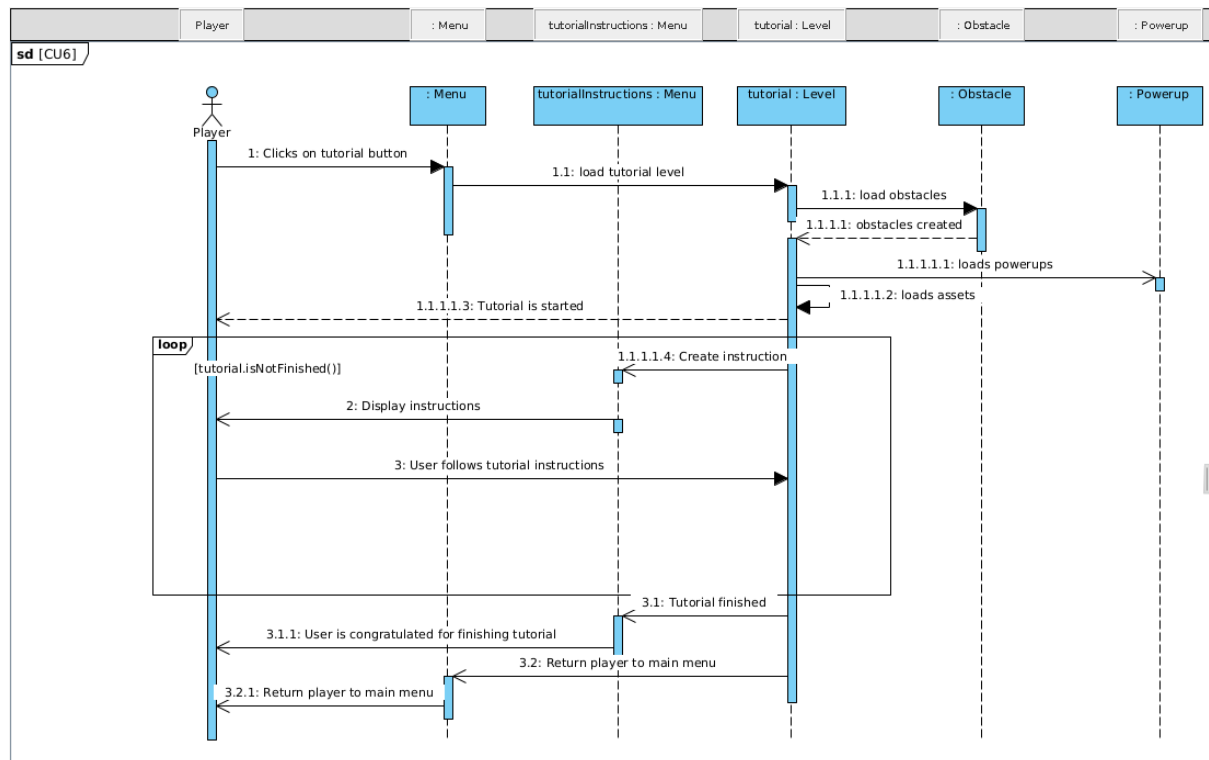 Player
: Menu
tutorialInstructions : Menu
tutorial : Level
: Obstacle
: Powerup
sd [CU6]
: Menu
tutorialInstructions : Menu
tutorial : Level
: Obstacle
: Powerup
Player
1: Clicks on tutorial button
1.1: load tutorial level
1.1.1: load obstacles
1.1.1.1: obstacles created
1.1.1.1.1: loads powerups
1.1.1.1.2: loads assets
1.1.1.1.3: Tutorial is started
loop
[tutorial.isNotFinished()]
1.1.1.1.4: Create instruction
2: Display instructions
3: User follows tutorial instructions
3.1: Tutorial finished
3.1.1: User is congratulated for finishing tutorial
3.2: Return player to main menu
3.2.1: Return player to main menu